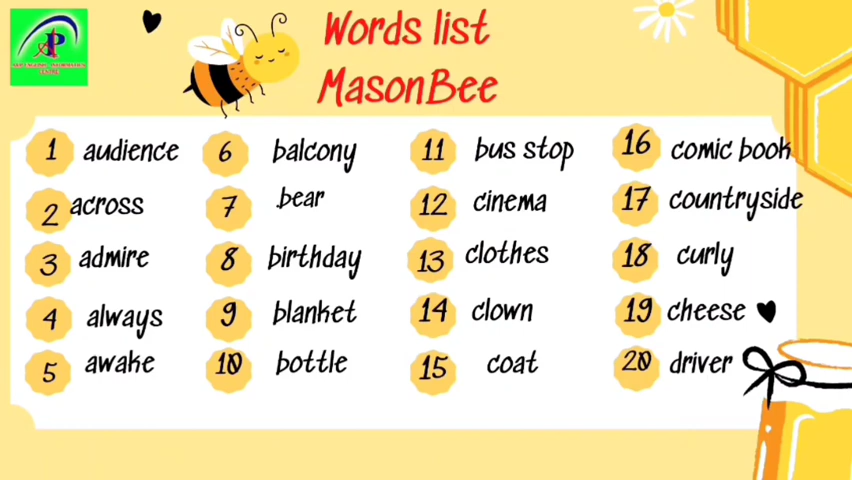 Words list
MasonBee
1 audience
2 across
3 admire
4 always
5 awake
6 balcony
7 .bear
8 birthday
9 blanket
10 bottle
11 bus stop
12 cinema
13 clothes
14 clown
15 coat
16 comic book
17 countryside
18 curly
19 cheese
20 driver